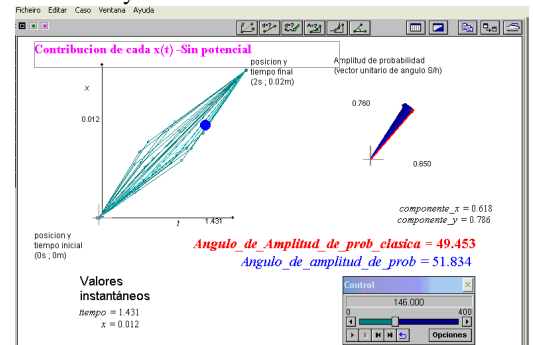 Ficheiro Editar Caso Ventana Ayuda
Contribucion de cada x(t) -Sin potencial
posicion y
tiempo final
(2s ; 0.02m)
Amplitud de probabilidad
(vector unitario de angulo S/h)
x
0.012
0.760
0.650
t
1.431
componente_x = 0.618
componente_y = 0.786
posicion y
tiempo inicial
(0s ; 0m)
Angulo_de_Amplitud_de_prob_clasica = 49.453
Angulo_de_amplitud_de_prob = 51.834
Valores
instantáneos
tiempo = 1.431
x = 0.012
Control
146.000
0
400
Opciones